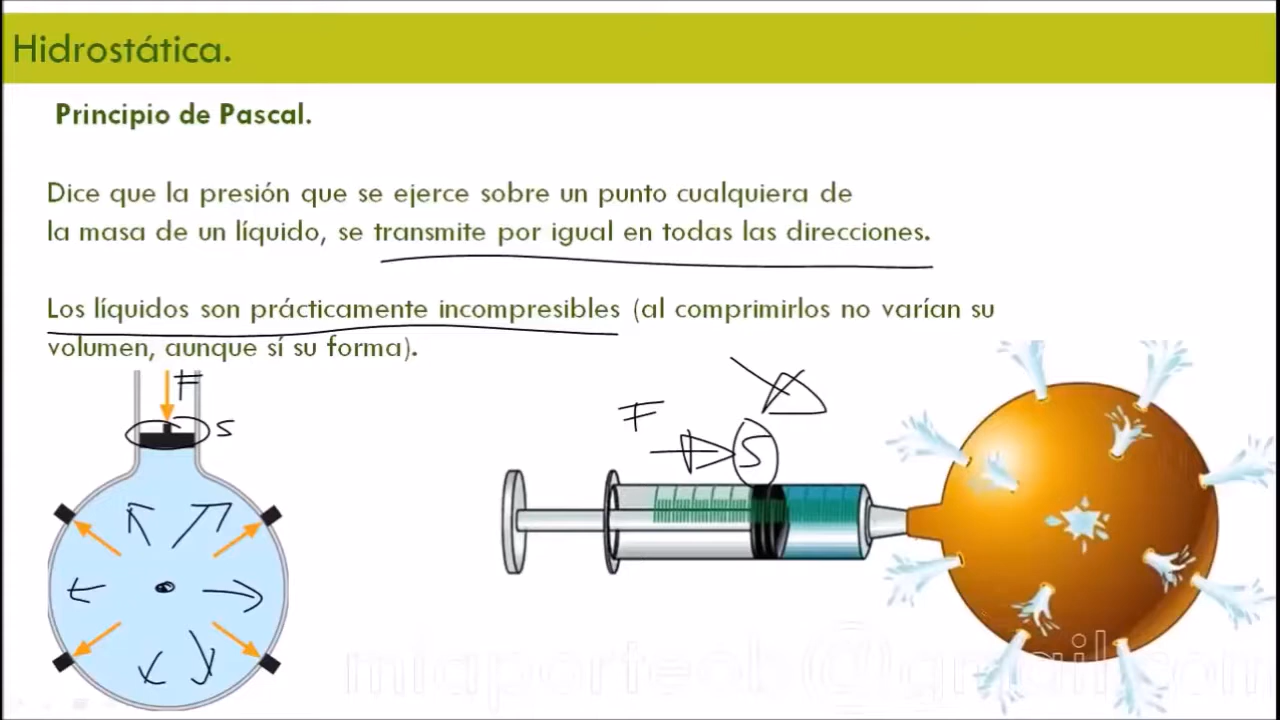 Hidrostática.
Principio de Pascal.
Dice que la presión que se ejerce sobre un punto cualquiera de
la masa de un líquido, se transmite por igual en todas las direcciones.
Los líquidos son prácticamente incompresibles (al comprimirlos no varían su
volumen, aunque sí su forma).
F
S
F
S